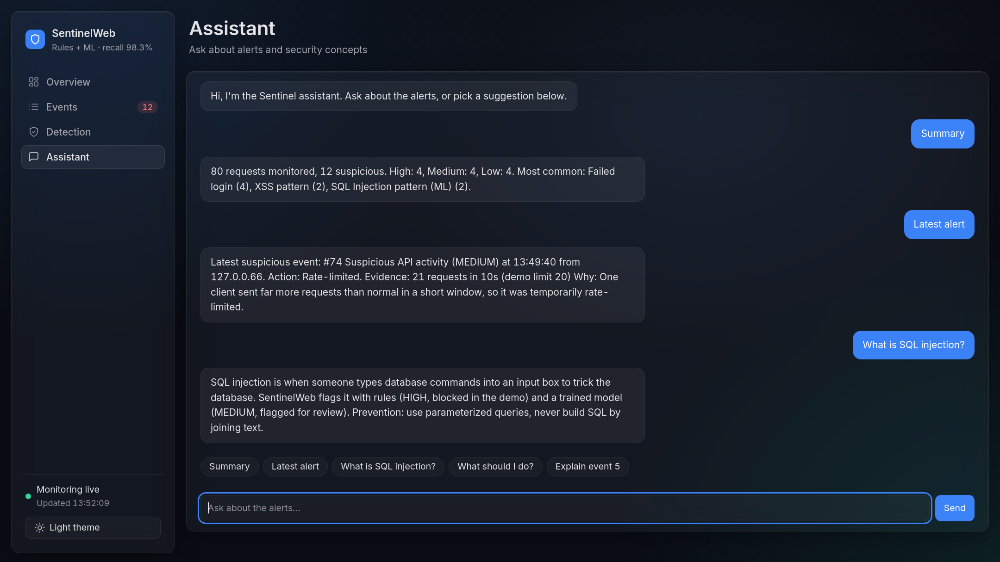 SentinelWeb
Rules + ML · recall 98.3%
Overview
Events
12
Detection
Assistant
Monitoring live
Updated 13:52:09
Light theme
Assistant
Ask about alerts and security concepts
Hi, I'm the Sentinel assistant. Ask about the alerts, or pick a suggestion below.
Summary
80 requests monitored, 12 suspicious. High: 4, Medium: 4, Low: 4. Most common: Failed
login (4), XSS pattern (2), SQL Injection pattern (ML) (2).
Latest alert
Latest suspicious event: #74 Suspicious API activity (MEDIUM) at 13:49:40 from
127.0.0.66. Action: Rate-limited. Evidence: 21 requests in 10s (demo limit 20) Why: One
client sent far more requests than normal in a short window, so it was temporarily rate-
limited.
What is SQL injection?
SQL injection is when someone types database commands into an input box to trick the
database. SentinelWeb flags it with rules (HIGH, blocked in the demo) and a trained model
(MEDIUM, flagged for review). Prevention: use parameterized queries, never build SQL by
joining text.
Summary
Latest alert
What is SQL injection?
What should I do?
Explain event 5
Ask about the alerts...
Send